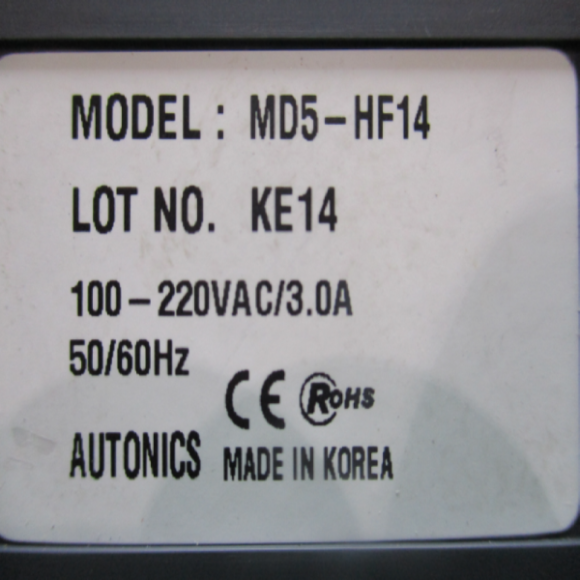 MODEL : MD5-HF14
LOT NO. KE14
100-220VAC/3.0A
50/60Hz
CE RoHS
AUTONICS MADE IN KOREA